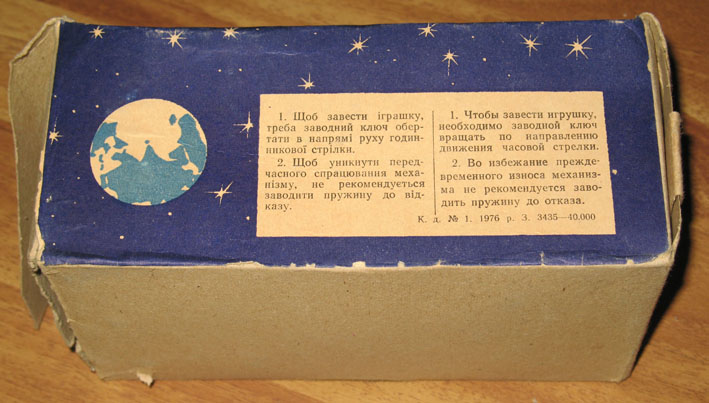 1. Щоб завести іграшку,
треба заводний ключ обер-
тати в напрямі руху годин-
никової стрілки.
2. Щоб уникнути перед-
часного спрацювання меха-
нізму, не рекомендується
заводити пружину до від-
казу.
1. Чтобы завести игрушку,
необходимо заводной ключ
вращать по направлению
движения часовой стрелки.
2. Во избежание прежде-
временного износа механиз-
ма не рекомендуется заво-
дить пружину до отказа.
К. д. № 1. 1976 р. З. 3435—40.000